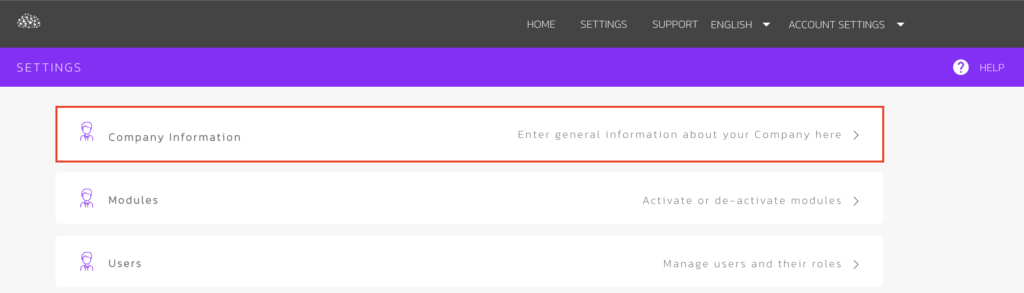 HOME SETTINGS SUPPORT ENGLISH ACCOUNT SETTINGS
SETTINGS
? HELP
Company Information
Enter general information about your Company here
Modules
Activate or de-activate modules
Users
Manage users and their roles